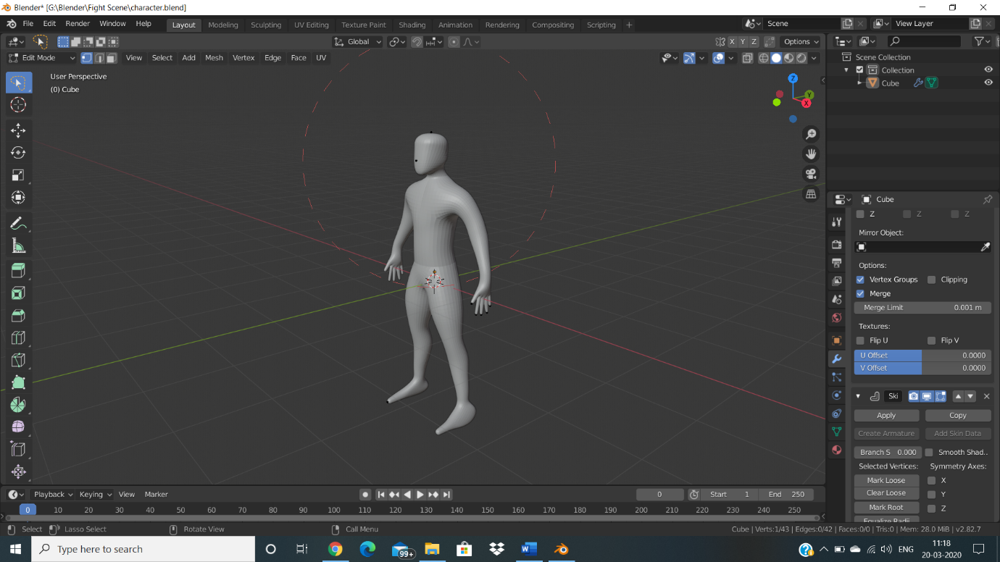 Blender* [G:\Blender\Fight Scene\character.blend]
File Edit Render Window Help Layout Modeling Sculpting UV Editing Texture Paint Shading Animation Rendering Compositing Scripting + Scene View Layer
Global X Y Z Options
Edit Mode View Select Add Mesh Vertex Edge Face UV
User Perspective
(0) Cube
Z
Y
X
Scene Collection
Collection
Cube
Cube
Z Z Z
Mirror Object:
Options:
Vertex Groups Clipping
Merge
Merge Limit 0.001 m
Textures:
Flip U Flip V
U Offset 0.0000
V Offset 0.0000
Ski
Apply Copy
Create Armature Add Skin Data
Branch S 0.000 Smooth Shad..
Selected Vertices: Symmetry Axes:
Mark Loose X
Clear Loose Y
Mark Root Z
Equalize Radii
Playback Keying View Marker 0 Start 1 End 250
0 10 20 30 40 50 60 70 80 90 100 110 120 130 140 150 160 170 180 190 200 210 220 230 240 250
Select Lasso Select Rotate View Call Menu Cube | Verts:1/43 | Edges:0/42 | Faces:0/0 | Tris:0 | Mem: 28.0 MiB | v2.82.7
Type here to search 99+ ENG 11:18
20-03-2020